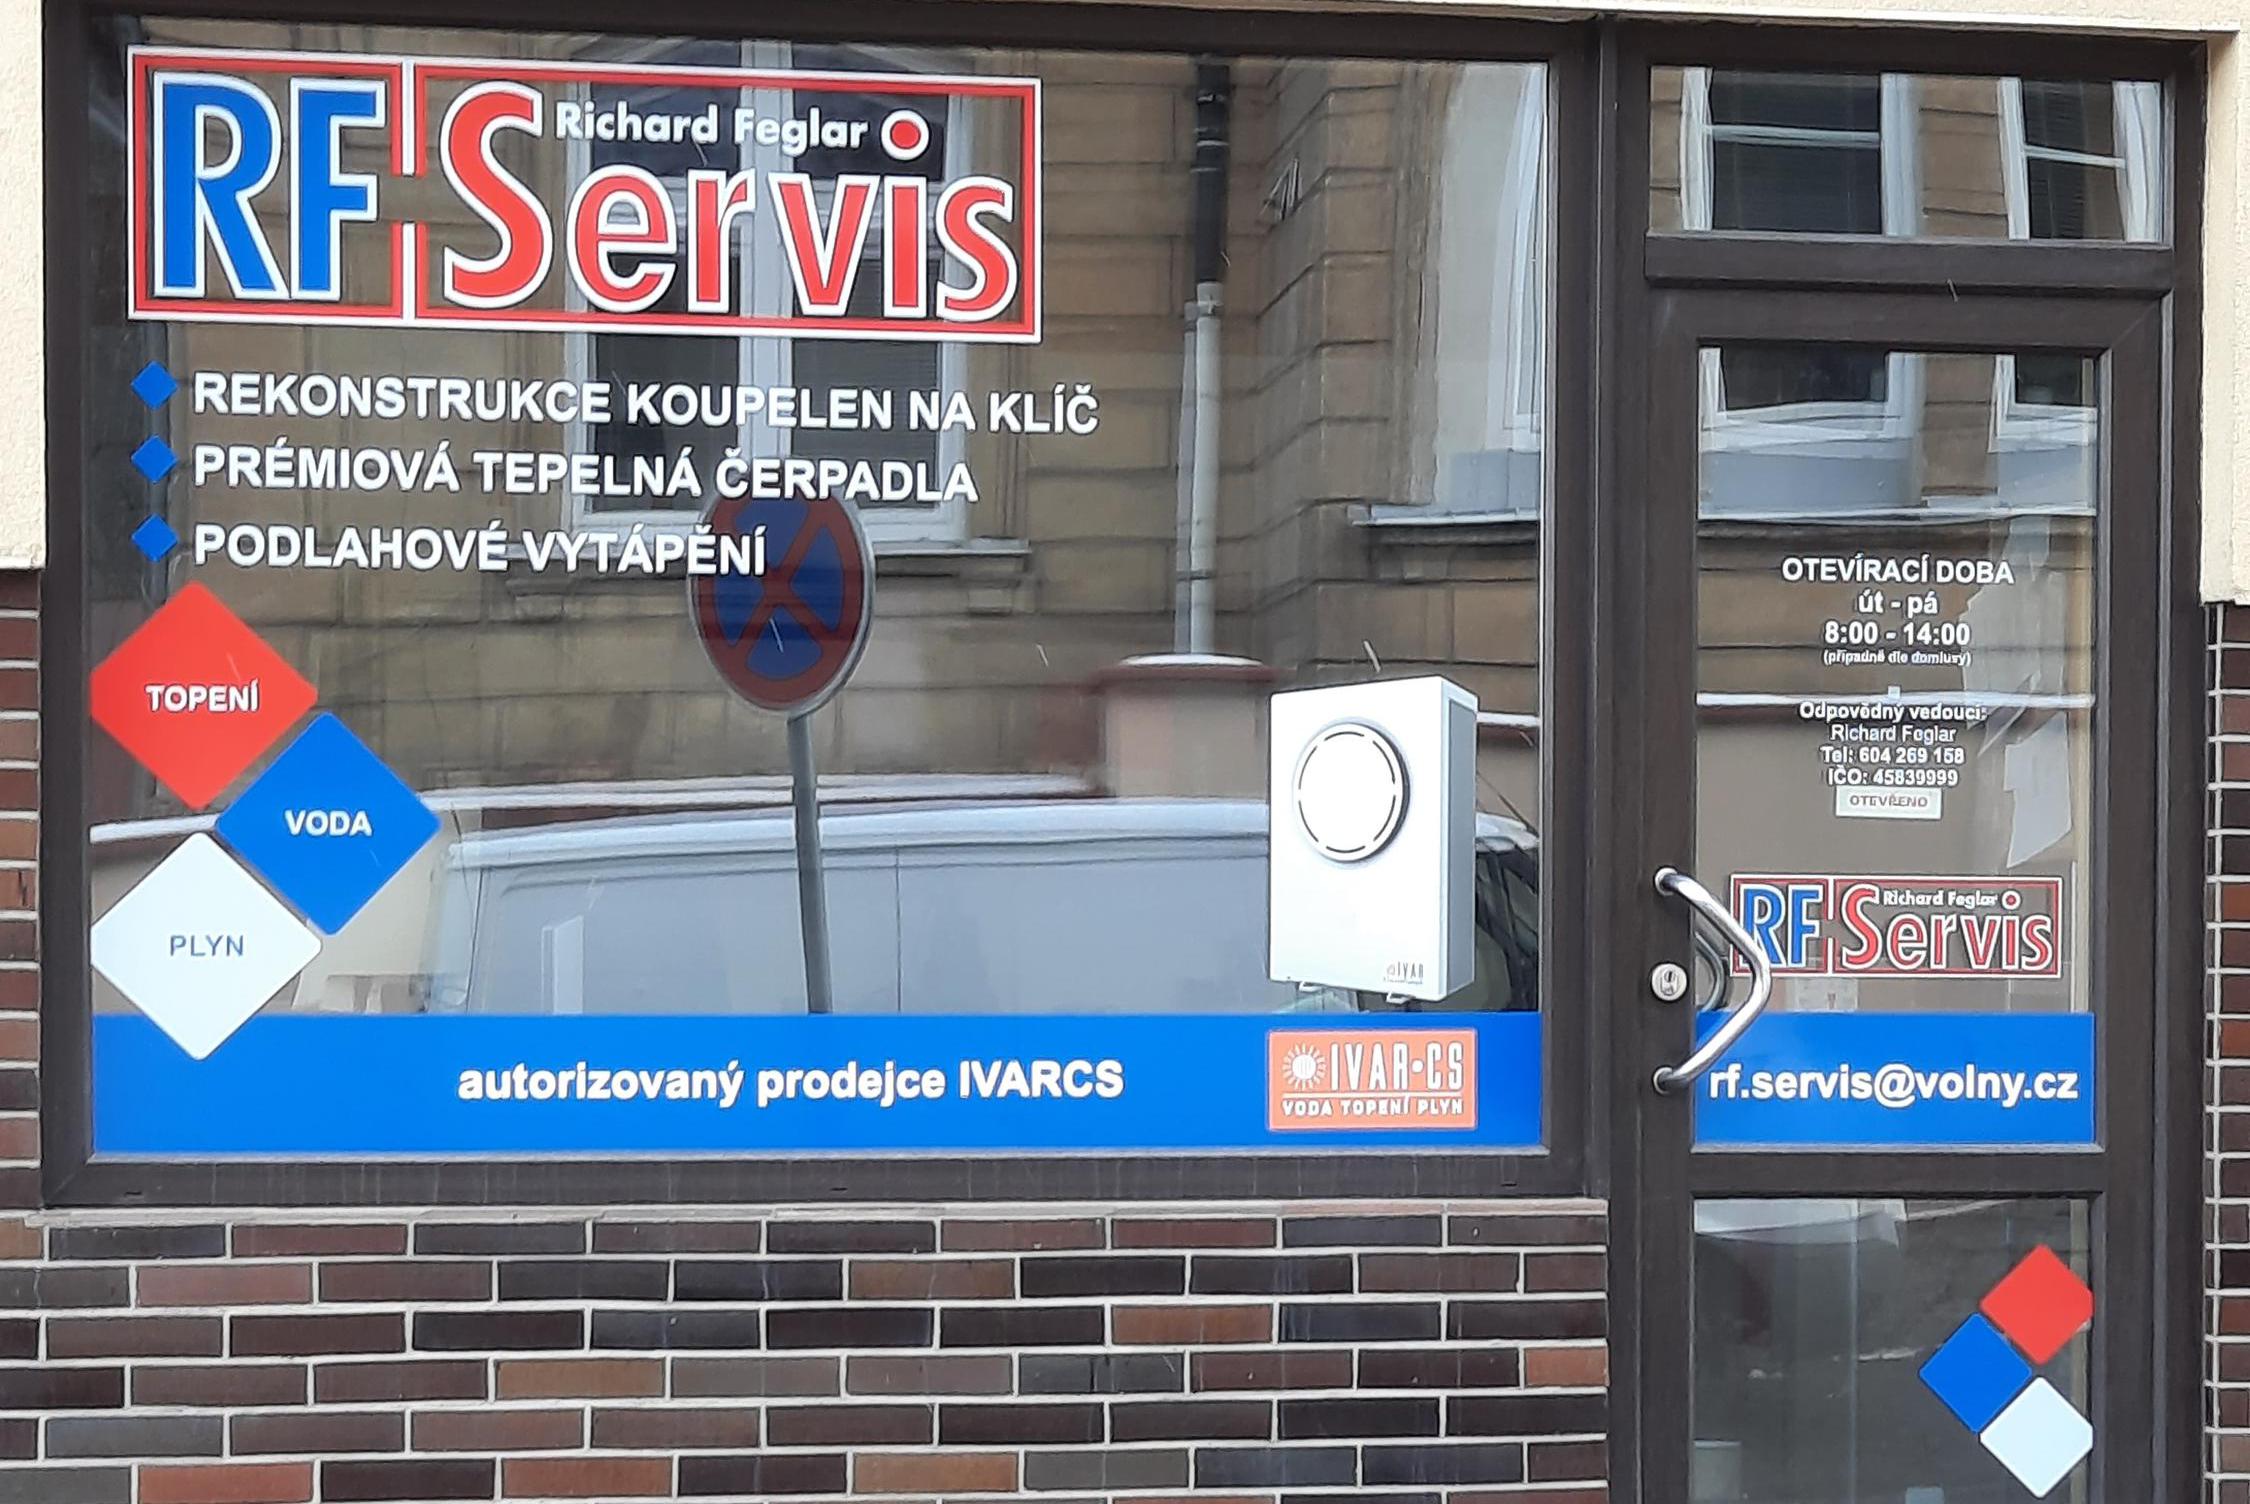 RF Servis
Richard Feglar
REKONSTRUKCE KOUPELEN NA KLÍČ
PRÉMIOVÁ TEPELNÁ ČERPADLA
PODLAHOVÉ VYTÁPĚNÍ
TOPENÍ
VODA
PLYN
IVAR
autorizovaný prodejce IVARCS
IVAR•CS
VODA TOPENÍ PLYN
OTEVÍRACÍ DOBA
út - pá
8:00 - 14:00
(případně dle domluvy)
Odpovědný vedoucí:
Richard Feglar
Tel: 604 269 158
IČO: 45839999
OTEVŘENO
RF Servis
Richard Feglar
rf.servis@volny.cz